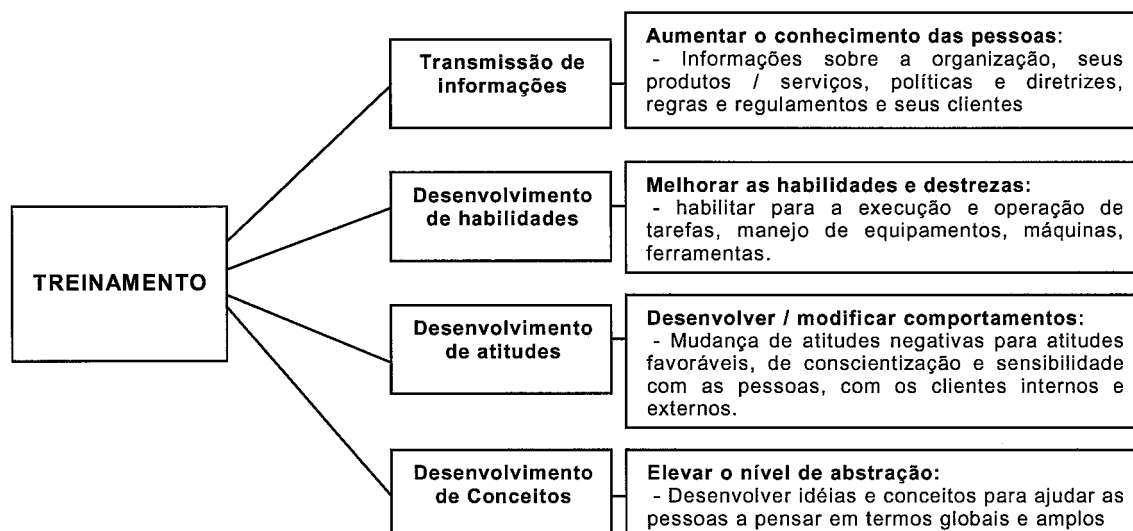 TREINAMENTO
Transmissão de
informações
Aumentar o conhecimento das pessoas:
- Informações sobre a organização, seus
produtos / serviços, políticas e diretrizes,
regras e regulamentos e seus clientes
Desenvolvimento
de habilidades
Melhorar as habilidades e destrezas:
- habilitar para a execução e operação de
tarefas, manejo de equipamentos, máquinas,
ferramentas.
Desenvolvimento
de atitudes
Desenvolver / modificar comportamentos:
- Mudança de atitudes negativas para atitudes
favoráveis, de conscientização e sensibilidade
com as pessoas, com os clientes internos e
externos.
Desenvolvimento
de Conceitos
Elevar o nível de abstração:
- Desenvolver idéias e conceitos para ajudar as
pessoas a pensar em termos globais e amplos